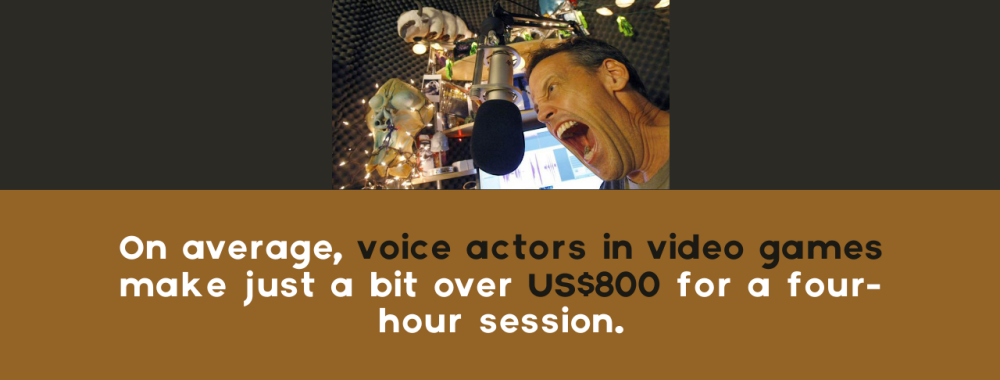 On average, voice actors in video games
make just a bit over US$800 for a four-
hour session.